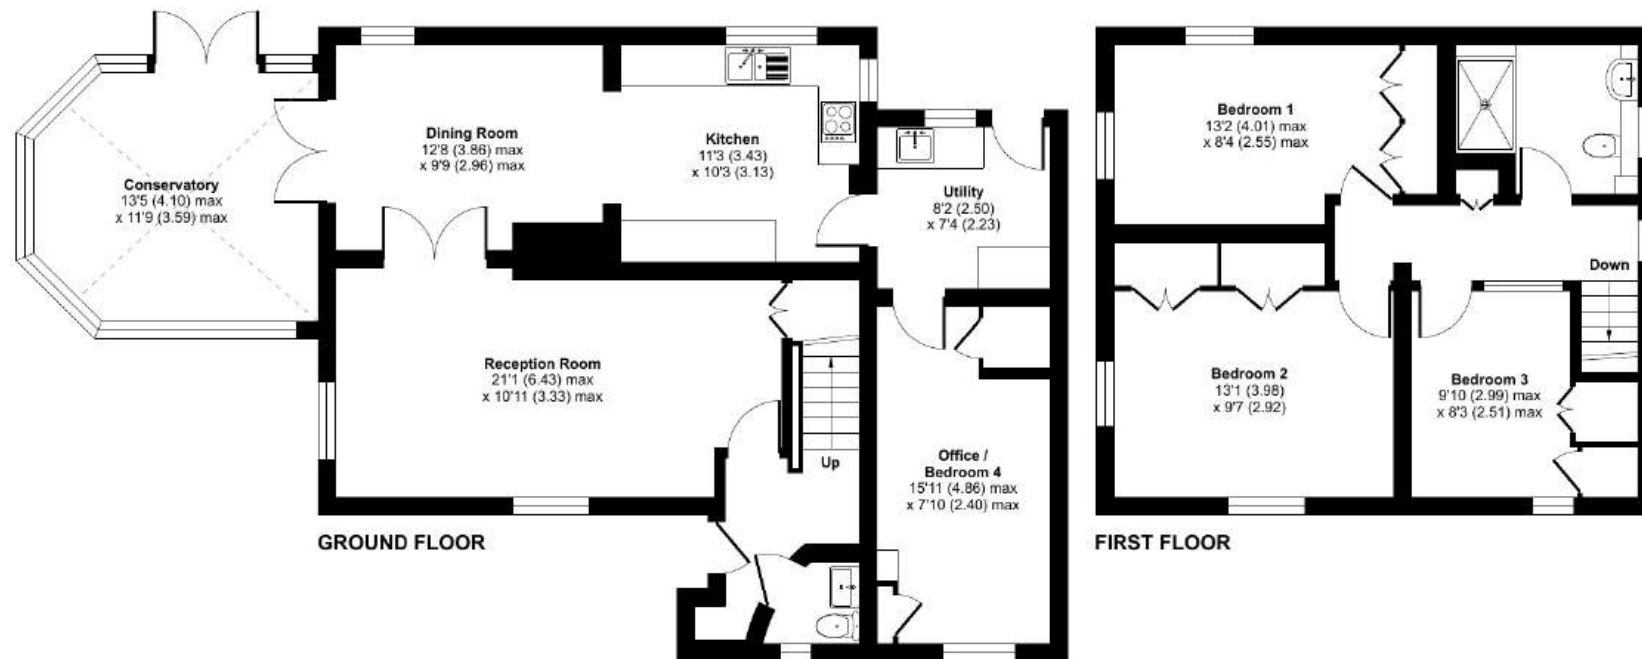 Conservatory
13'5 (4.10) max
x 11'9 (3.59) max
Dining Room
12'8 (3.86) max
x 9'9 (2.96) max
Kitchen
11'3 (3.43)
x 10'3 (3.13)
Utility
8'2 (2.50)
x 7'4 (2.23)
Reception Room
21'1 (6.43) max
x 10'11 (3.33) max
Up
Office /
Bedroom 4
15'11 (4.86) max
x 7'10 (2.40) max
GROUND FLOOR
Bedroom 1
13'2 (4.01) max
x 8'4 (2.55) max
Down
Bedroom 2
13'1 (3.98)
x 9'7 (2.92)
Bedroom 3
9'10 (2.99) max
x 8'3 (2.51) max
FIRST FLOOR